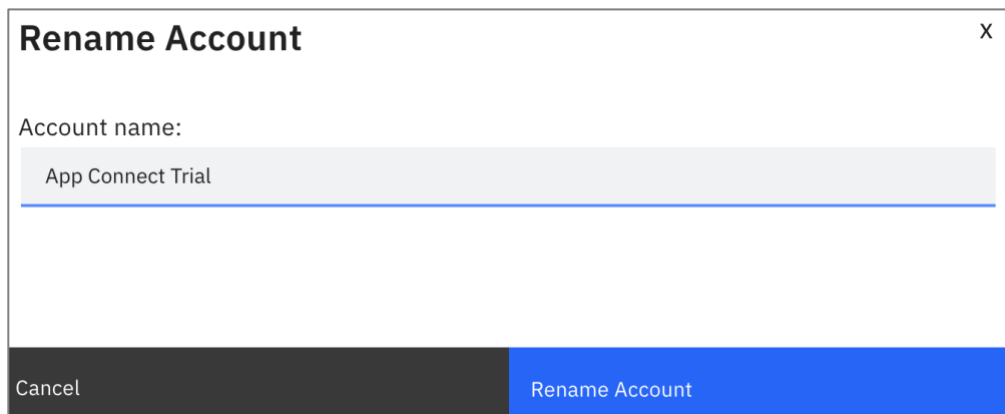 Rename Account
X
Account name:
App Connect Trial
Cancel
Rename Account